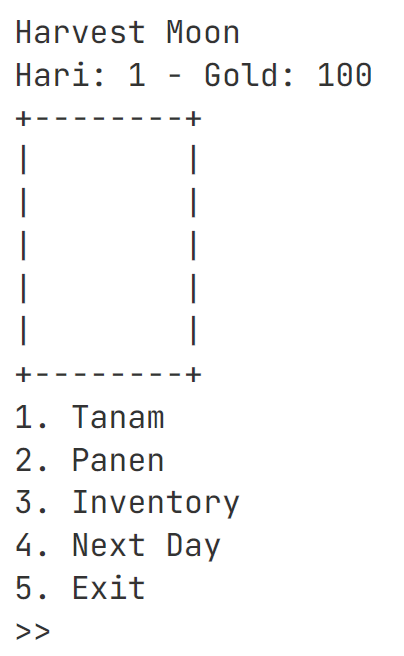 Harvest Moon
Hari: 1 - Gold: 100
+--------+
|        |
|        |
|        |
|        |
|        |
+--------+
1. Tanam
2. Panen
3. Inventory
4. Next Day
5. Exit
>>